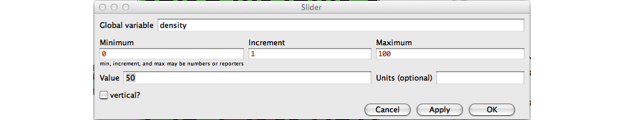 Slider
Global variable density
Minimum Increment Maximum
0 1 100
min, increment, and max may be numbers or reporters
Value 50 Units (optional)
vertical?
Cancel Apply OK